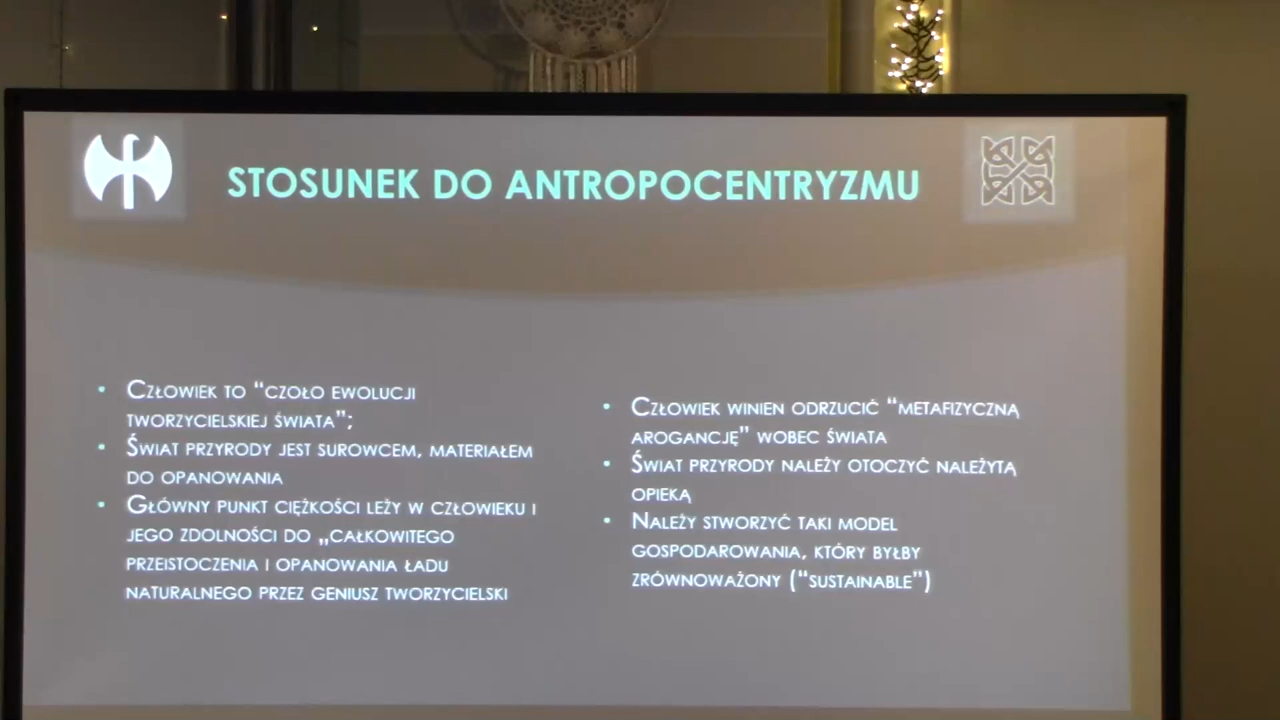 STOSUNEK DO ANTROPOCENTRYZMU
• Człowiek to “czoło ewolucji
tworzycielskiej świata”;
• Świat przyrody jest surowcem, materiałem
do opanowania
• Główny punkt ciężkości leży w człowieku i
jego zdolności do „całkowitego
przeistoczenia i opanowania ładu
naturalnego przez geniusz tworzycielski
• Człowiek winien odrzucić “metafizyczną
arogancję” wobec świata
• Świat przyrody należy otoczyć należytą
opieką
• Należy stworzyć taki model
gospodarowania, który byłby
zrównoważony (“sustainable”)